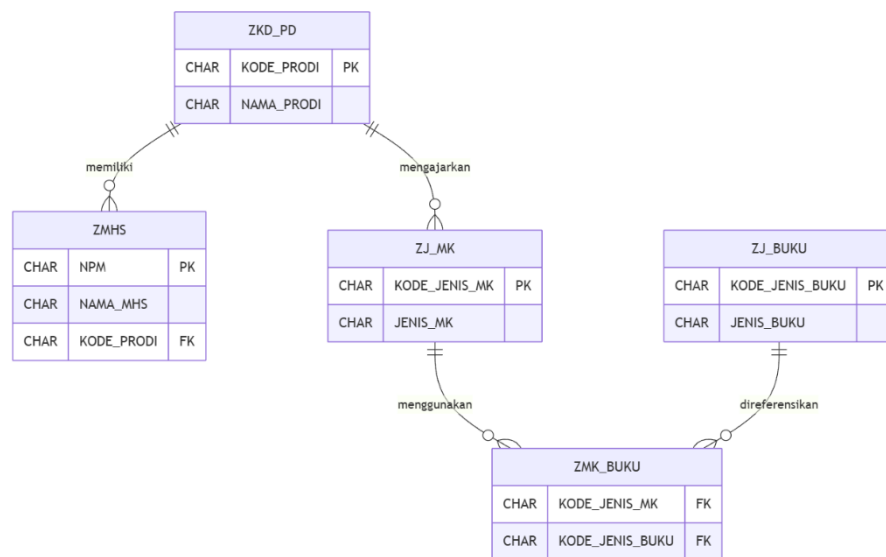 ZKD_PD
CHAR KODE_PRODI PK
CHAR NAMA_PRODI
memiliki
mengajarkan
ZMHS
CHAR NPM PK
CHAR NAMA_MHS
CHAR KODE_PRODI FK
ZJ_MK
CHAR KODE_JENIS_MK PK
CHAR JENIS_MK
ZJ_BUKU
CHAR KODE_JENIS_BUKU PK
CHAR JENIS_BUKU
menggunakan
direferensikan
ZMK_BUKU
CHAR KODE_JENIS_MK FK
CHAR KODE_JENIS_BUKU FK